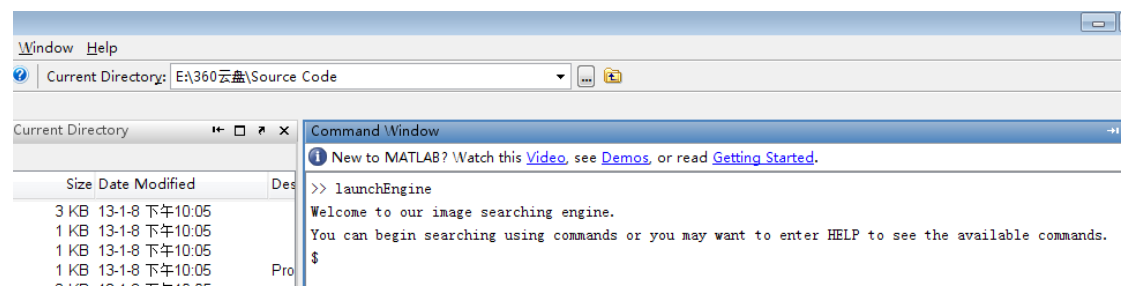 Window Help
Current Directory: E:\360云盘\Source Code
Current Directory
Command Window
New to MATLAB? Watch this Video, see Demos, or read Getting Started.
Size Date Modified Des
3 KB 13-1-8 下午10:05
1 KB 13-1-8 下午10:05
1 KB 13-1-8 下午10:05
1 KB 13-1-8 下午10:05 Pro
>> launchEngine
Welcome to our image searching engine.
You can begin searching using commands or you may want to enter HELP to see the available commands.
$